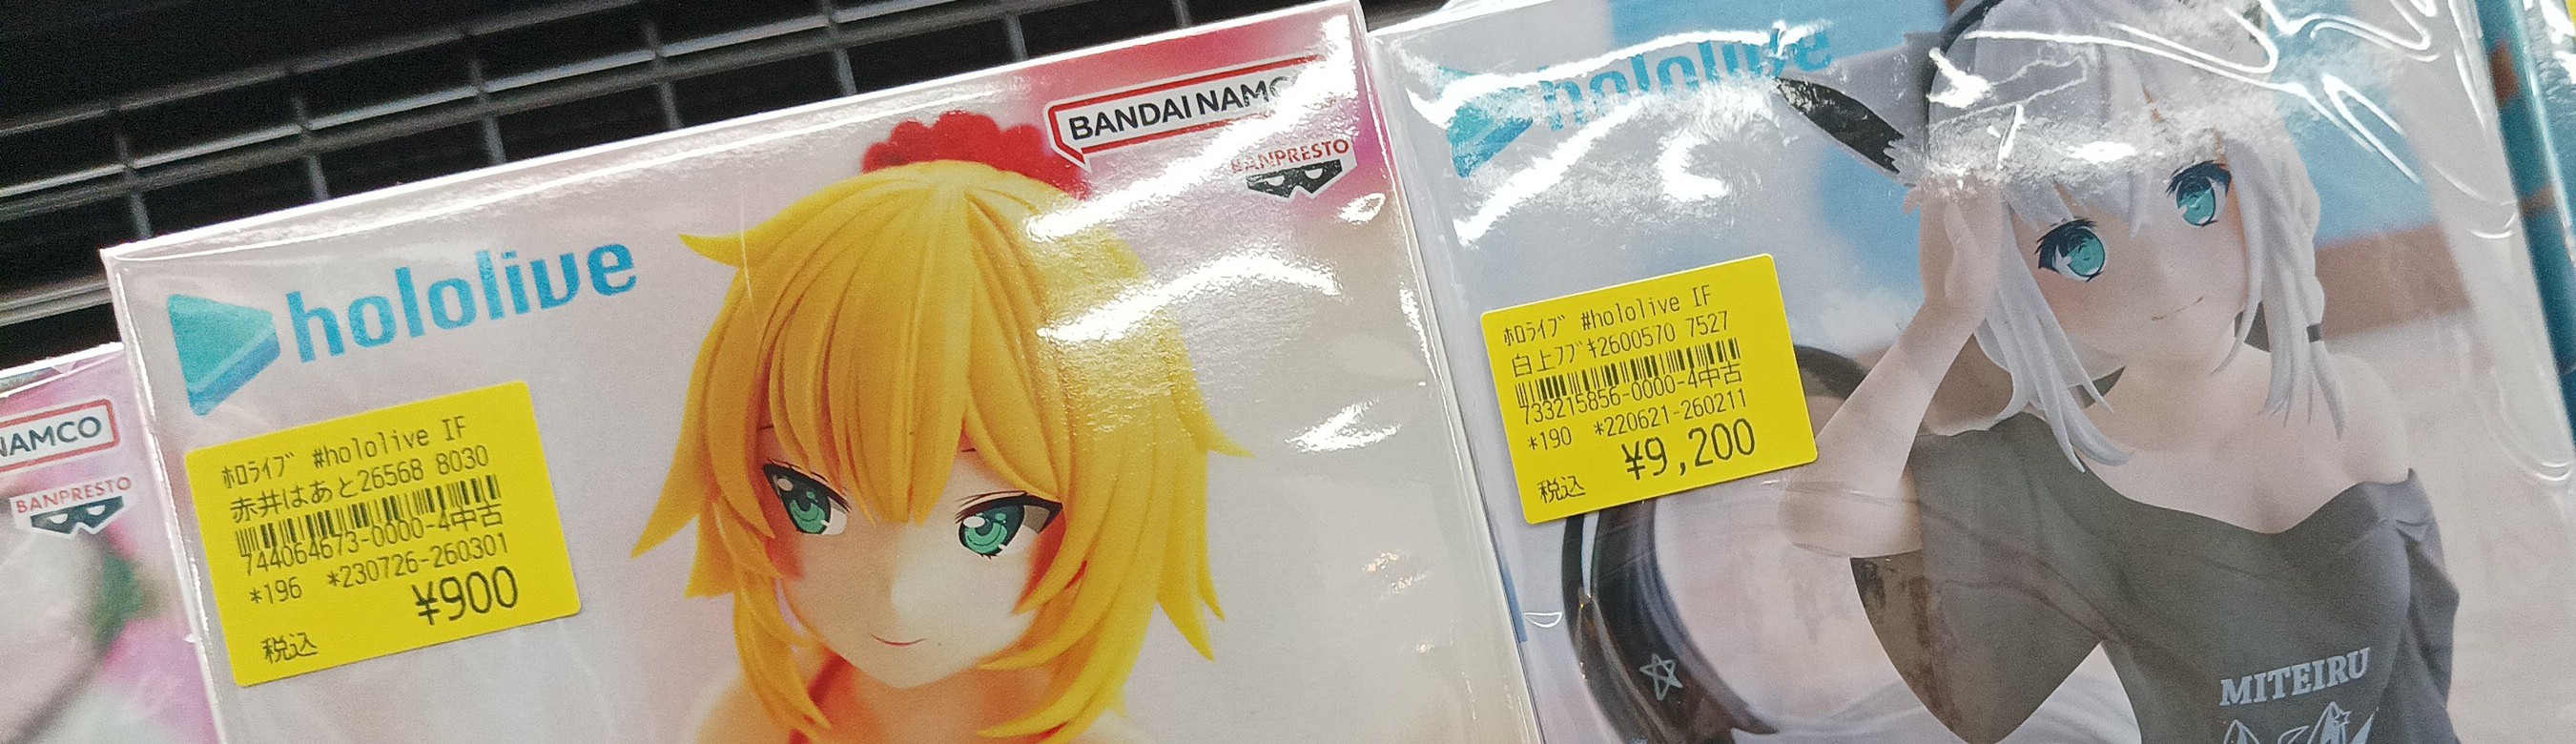 NAMCO
BANPRESTO
hololive
BANDAI NAMC
BANPRESTO
ﾎﾛﾗｲﾌﾞ #hololive IF
赤井はあと26568 8030
744064673-0000-4中古
*196 *230726-260301
¥900
税込
hololive
ﾎﾛﾗｲﾌﾞ #hololive IF
白上ﾌﾌﾞｷ2600570 7527
733215856-0000-4中古
*190 *220621-260211
¥9,200
税込
MITEIRU